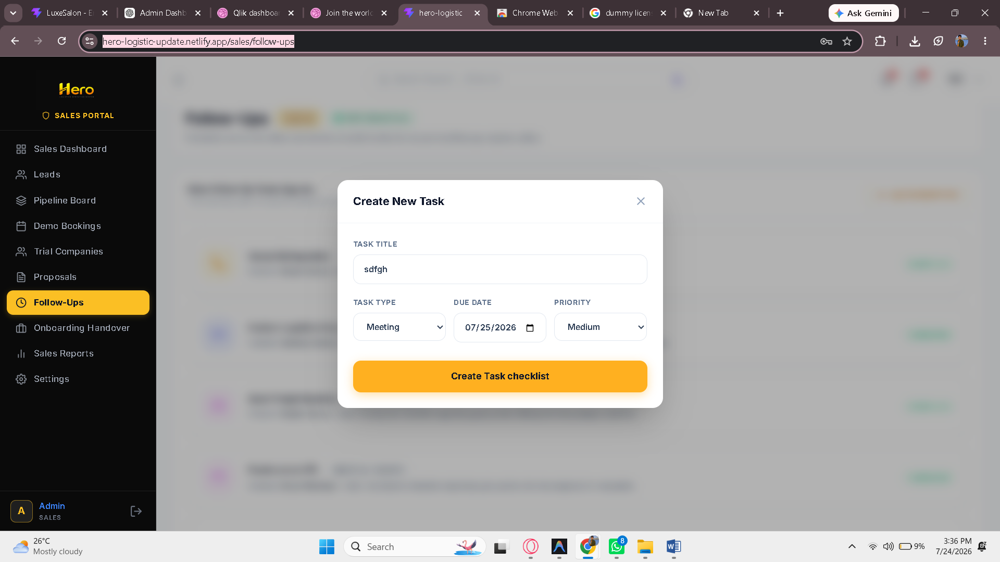 LuxeSalon - E
Admin Dashb
Qlik dashboar
Join the worl
hero-logistic
Chrome Web
dummy licen
New Tab
Ask Gemini
hero-logistic-update.netlify.app/sales/follow-ups
Hero
SALES PORTAL
Sales Dashboard
Leads
Pipeline Board
Demo Bookings
Trial Companies
Proposals
Follow-Ups
Onboarding Handover
Sales Reports
Settings
A
Admin
SALES
Follow-Ups
Create New Task
TASK TITLE
sdfgh
TASK TYPE
DUE DATE
PRIORITY
Meeting
07/25/2026
Medium
Create Task checklist
26°C
Mostly cloudy
Search
8
9%
3:36 PM
7/24/2026